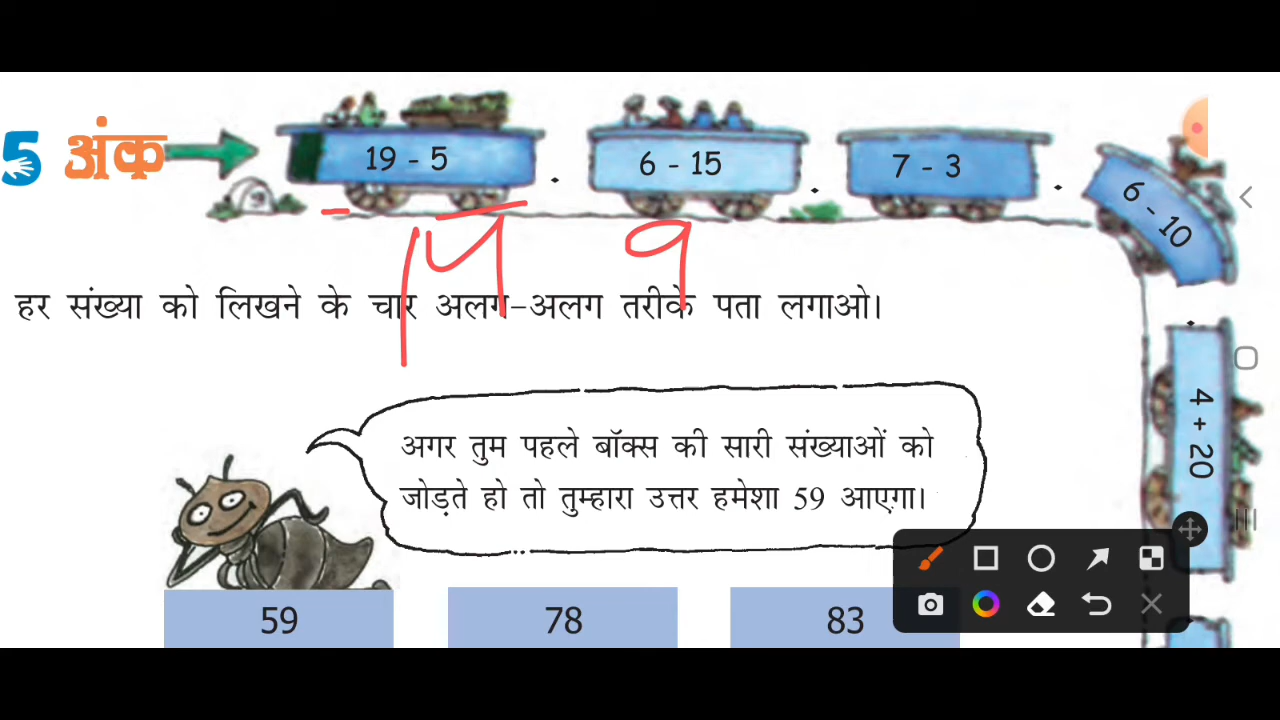 5 अंक
19 - 5
6 - 15
7 - 3
6 - 10
4 + 20
14
9
हर संख्या को लिखने के चार अलग-अलग तरीके पता लगाओ।
अगर तुम पहले बॉक्स की सारी संख्याओं को
जोड़ते हो तो तुम्हारा उत्तर हमेशा 59 आएगा।
59
78
83